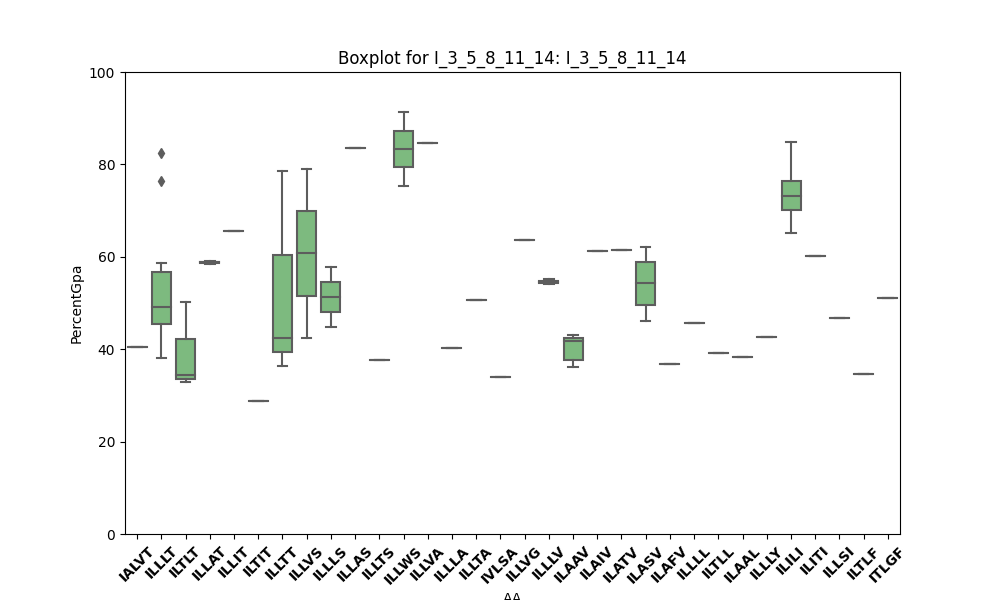 Boxplot for I_3_5_8_11_14: I_3_5_8_11_14
100
80
60
40
20
0
PercentGpa
IALVT ILLLT ILTLT ILLAT ILLIT ILTIT ILLTT ILLVS ILLLS ILLAS ILLTS ILLWS ILLVA ILLLA ILLTA IVLSA ILLVG ILLLV ILAAV ILAIV ILATV ILASV ILAFV ILLLL ILTLL ILAAL ILLLY ILILI ILITI ILLSI ILTLF ITLGF
AA